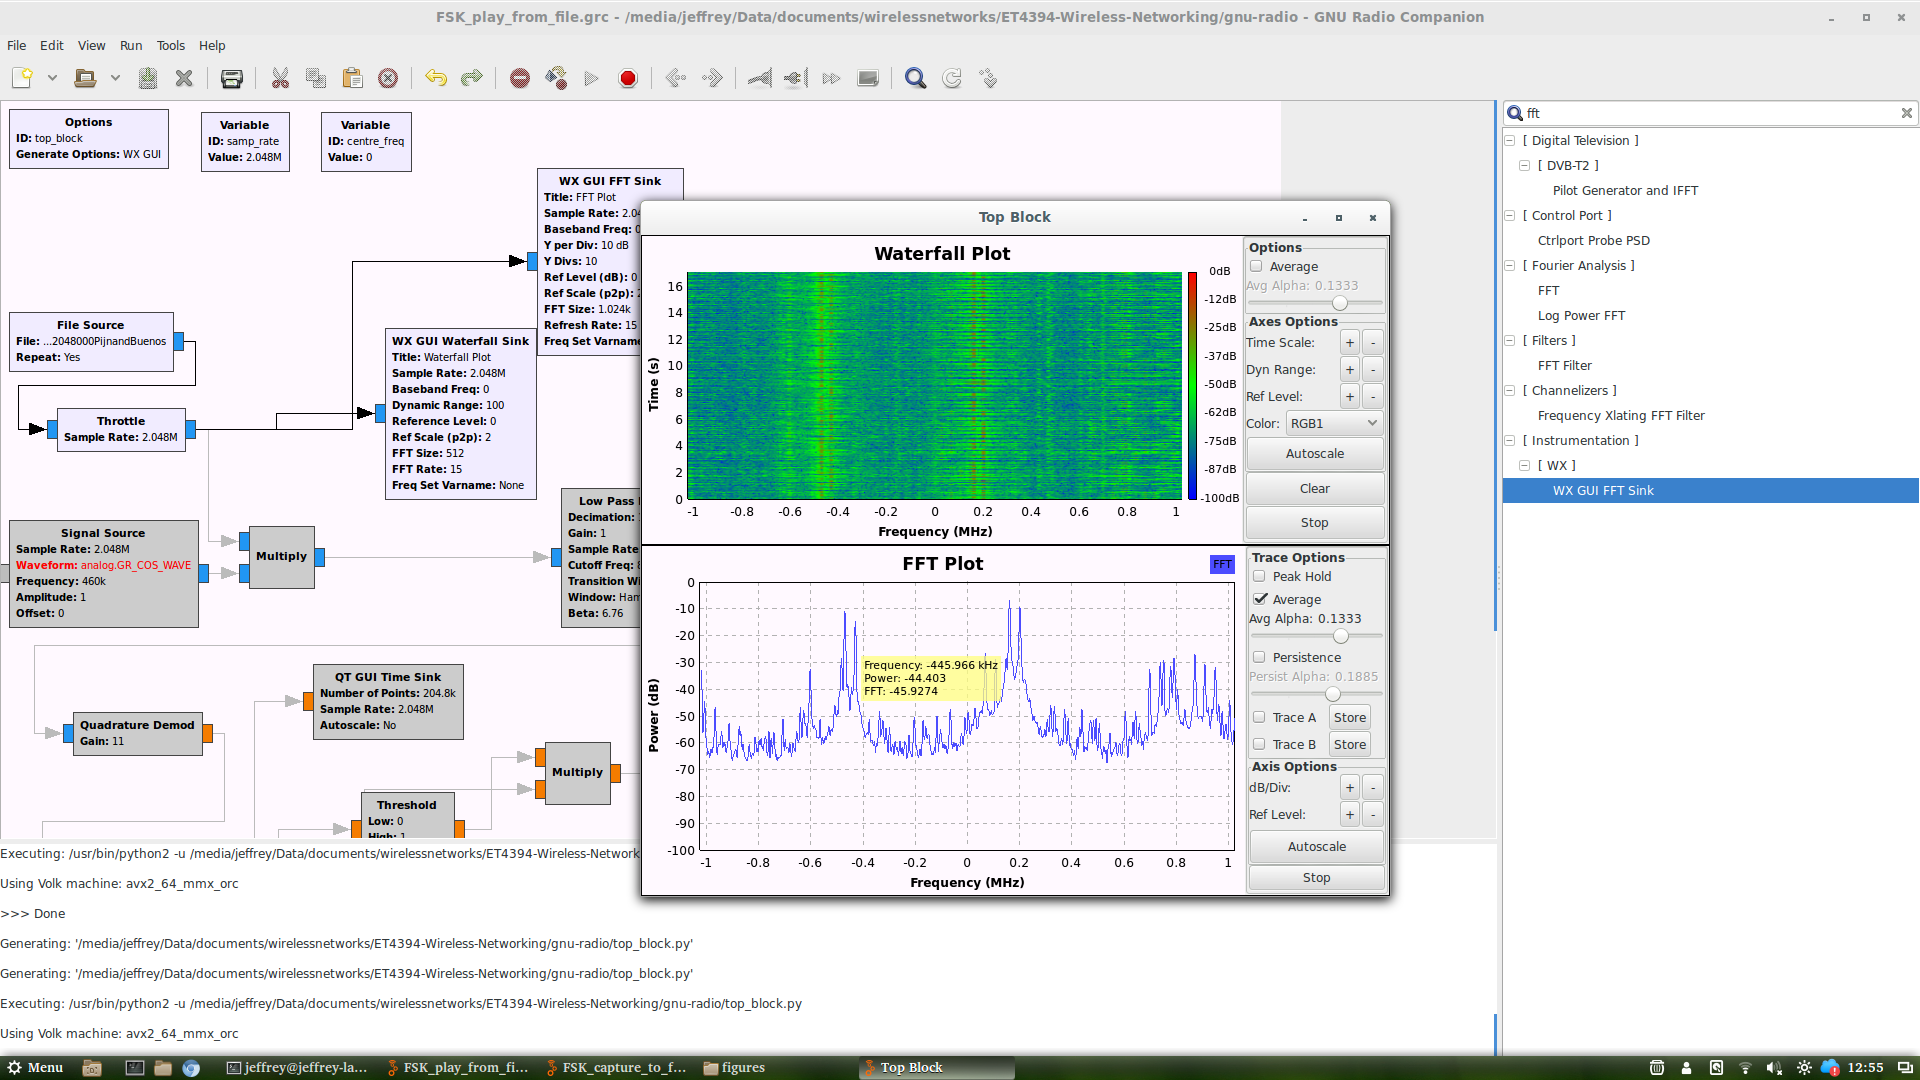 FSK_play_from_file.grc - /media/jeffrey/Data/documents/wirelessnetworks/ET4394-Wireless-Networking/gnu-radio - GNU Radio Companion
File Edit View Run Tools Help
Options
ID: top_block
Generate Options: WX GUI
Variable
ID: samp_rate
Value: 2.048M
Variable
ID: centre_freq
Value: 0
WX GUI FFT Sink
Title: FFT Plot
Sample Rate: 2.04
Baseband Freq: 0
Y per Div: 10 dB
Y Divs: 10
Ref Level (dB): 0
Ref Scale (p2p):
FFT Size: 1.024k
Refresh Rate: 15
Freq Set Varname
File Source
File: ...2048000PijnandBuenos
Repeat: Yes
WX GUI Waterfall Sink
Title: Waterfall Plot
Sample Rate: 2.048M
Baseband Freq: 0
Dynamic Range: 100
Reference Level: 0
Ref Scale (p2p): 2
FFT Size: 512
FFT Rate: 15
Freq Set Varname: None
Throttle
Sample Rate: 2.048M
Signal Source
Sample Rate: 2.048M
Waveform: analog.GR_COS_WAVE
Frequency: 460k
Amplitude: 1
Offset: 0
Multiply
Low Pass
Decimation:
Gain: 1
Sample Rate
Cutoff Freq:
Transition Wi
Window: Ham
Beta: 6.76
QT GUI Time Sink
Number of Points: 204.8k
Sample Rate: 2.048M
Autoscale: No
Quadrature Demod
Gain: 11
Multiply
Threshold
Low: 0
High: 1
Top Block
Waterfall Plot
16
14
12
10
8
6
4
2
0
Time (s)
-1 -0.8 -0.6 -0.4 -0.2 0 0.2 0.4 0.6 0.8 1
Frequency (MHz)
0dB
-12dB
-25dB
-37dB
-50dB
-62dB
-75dB
-87dB
-100dB
Options
Average
Avg Alpha: 0.1333
Axes Options
Time Scale: + -
Dyn Range: + -
Ref Level: + -
Color: RGB1
Autoscale
Clear
Stop
FFT Plot
FFT
0
-10
-20
-30
-40
-50
-60
-70
-80
-90
-100
Power (dB)
Frequency: -445.966 kHz
Power: -44.403
FFT: -45.9274
-1 -0.8 -0.6 -0.4 -0.2 0 0.2 0.4 0.6 0.8 1
Frequency (MHz)
Trace Options
Peak Hold
Average
Avg Alpha: 0.1333
Persistence
Persist Alpha: 0.1885
Trace A Store
Trace B Store
Axis Options
dB/Div: + -
Ref Level: + -
Autoscale
Stop
fft
[ Digital Television ]
[ DVB-T2 ]
Pilot Generator and IFFT
[ Control Port ]
Ctrlport Probe PSD
[ Fourier Analysis ]
FFT
Log Power FFT
[ Filters ]
FFT Filter
[ Channelizers ]
Frequency Xlating FFT Filter
[ Instrumentation ]
[ WX ]
WX GUI FFT Sink
Executing: /usr/bin/python2 -u /media/jeffrey/Data/documents/wirelessnetworks/ET4394-Wireless-Network
Using Volk machine: avx2_64_mmx_orc
>>> Done
Generating: '/media/jeffrey/Data/documents/wirelessnetworks/ET4394-Wireless-Networking/gnu-radio/top_block.py'
Generating: '/media/jeffrey/Data/documents/wirelessnetworks/ET4394-Wireless-Networking/gnu-radio/top_block.py'
Executing: /usr/bin/python2 -u /media/jeffrey/Data/documents/wirelessnetworks/ET4394-Wireless-Networking/gnu-radio/top_block.py
Using Volk machine: avx2_64_mmx_orc
Menu jeffrey@jeffrey-la... FSK_play_from_fi... FSK_capture_to_f... figures Top Block 12:55